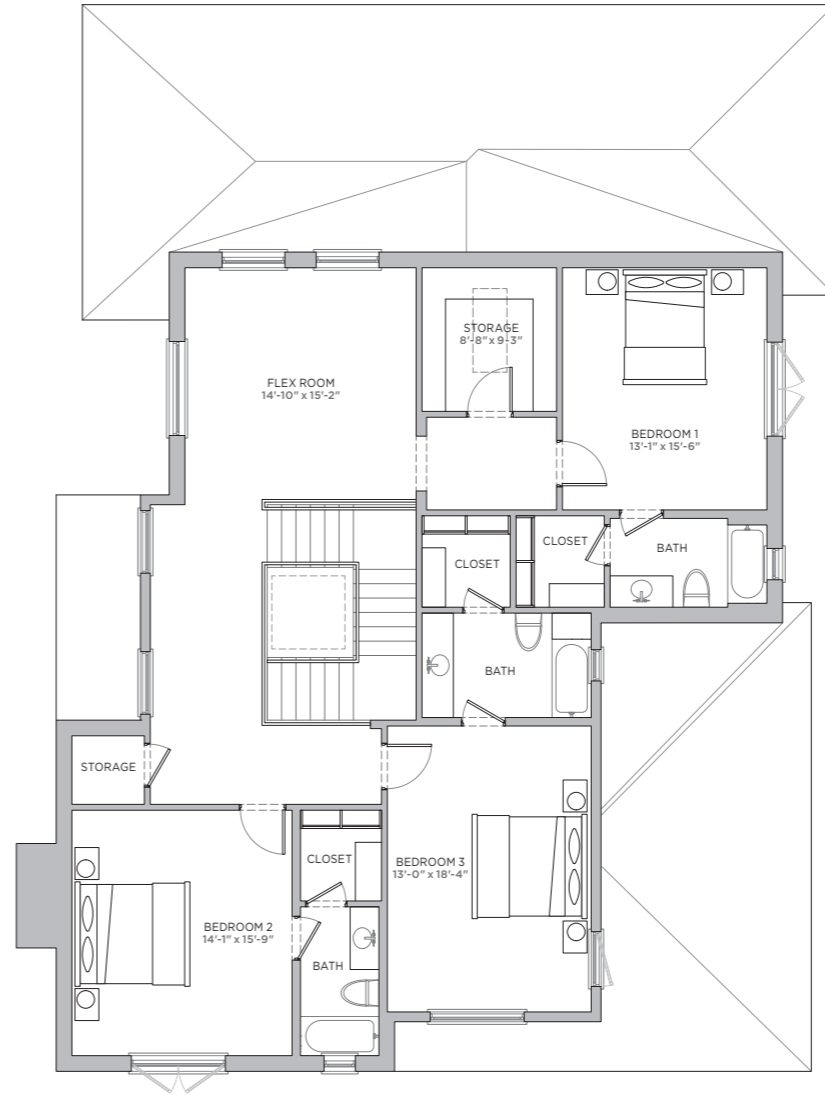 STORAGE
8'-8" x 9-3"
FLEX ROOM
14'-10" x 15'-2"
BEDROOM 1
13'-1" x 15'-6"
CLOSET
BATH
CLOSET
BATH
STORAGE
CLOSET
BEDROOM 3
13'-0" x 18'-4"
BEDROOM 2
14'-1" x 15'-9"
BATH